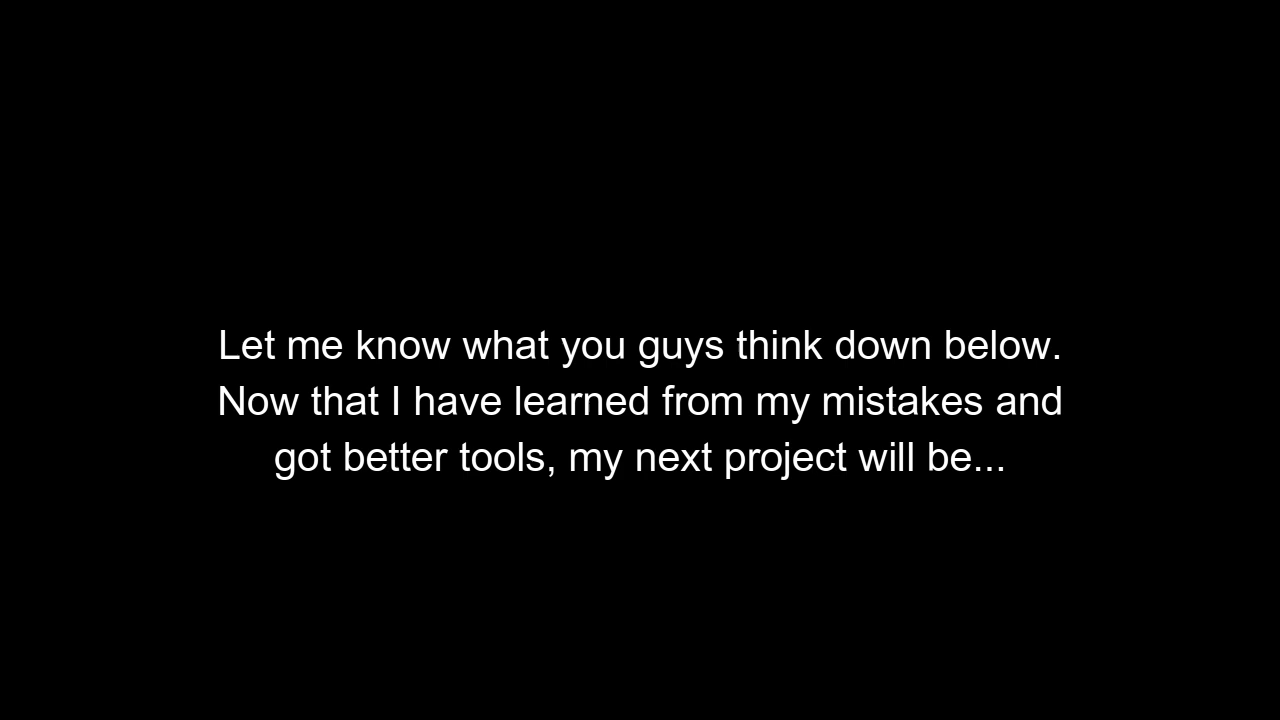 Let me know what you guys think down below.
Now that I have learned from my mistakes and
got better tools, my next project will be...